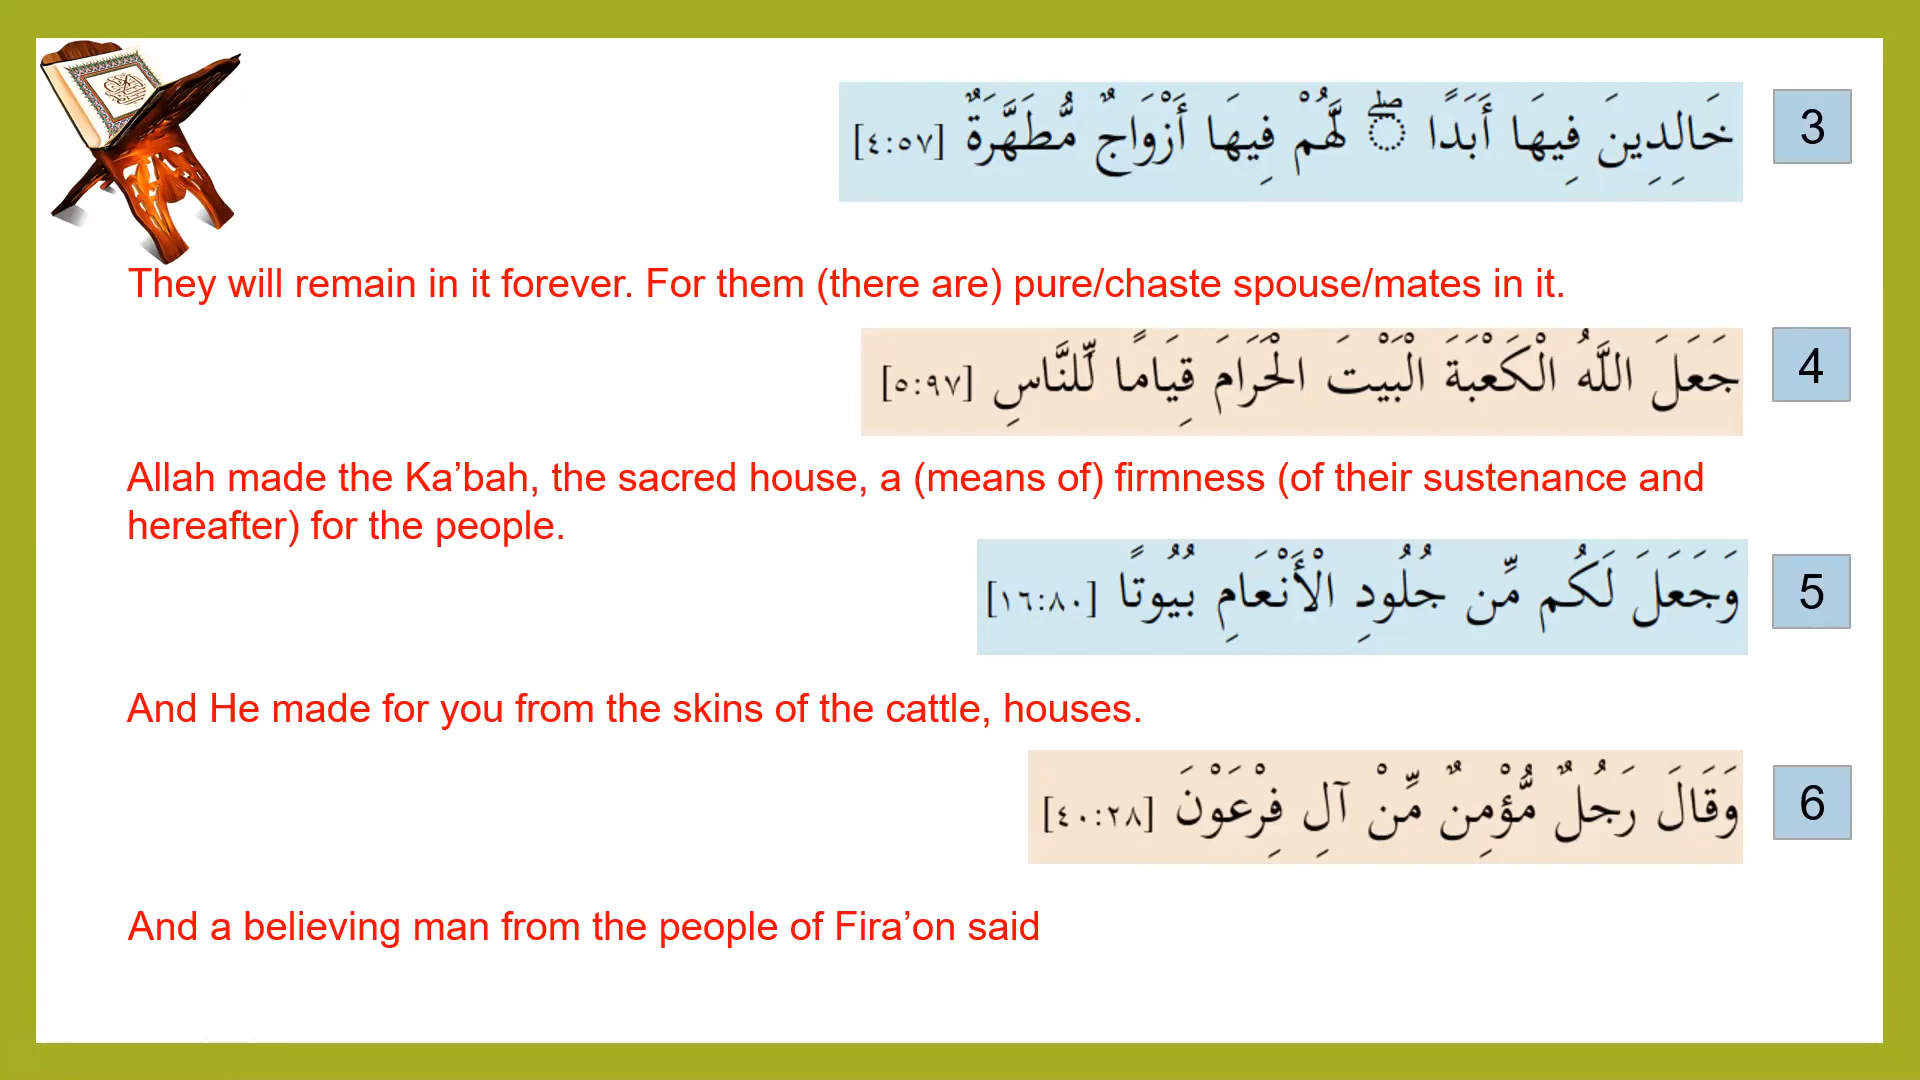 خَالِدِينَ فِيهَا أَبَدًا ۖ لَّهُمْ فِيهَا أَزْوَاجٌ مُّطَهَّرَةٌ [٤:٥٧]
3
They will remain in it forever. For them (there are) pure/chaste spouse/mates in it.
جَعَلَ اللَّهُ الْكَعْبَةَ الْبَيْتَ الْحَرَامَ قِيَامًا لِّلنَّاسِ [٥:٩٧]
4
Allah made the Ka’bah, the sacred house, a (means of) firmness (of their sustenance and
hereafter) for the people.
وَجَعَلَ لَكُم مِّن جُلُودِ الْأَنْعَامِ بُيُوتًا [١٦:٨٠]
5
And He made for you from the skins of the cattle, houses.
وَقَالَ رَجُلٌ مُّؤْمِنٌ مِّنْ آلِ فِرْعَوْنَ [٤٠:٢٨]
6
And a believing man from the people of Fira’on said